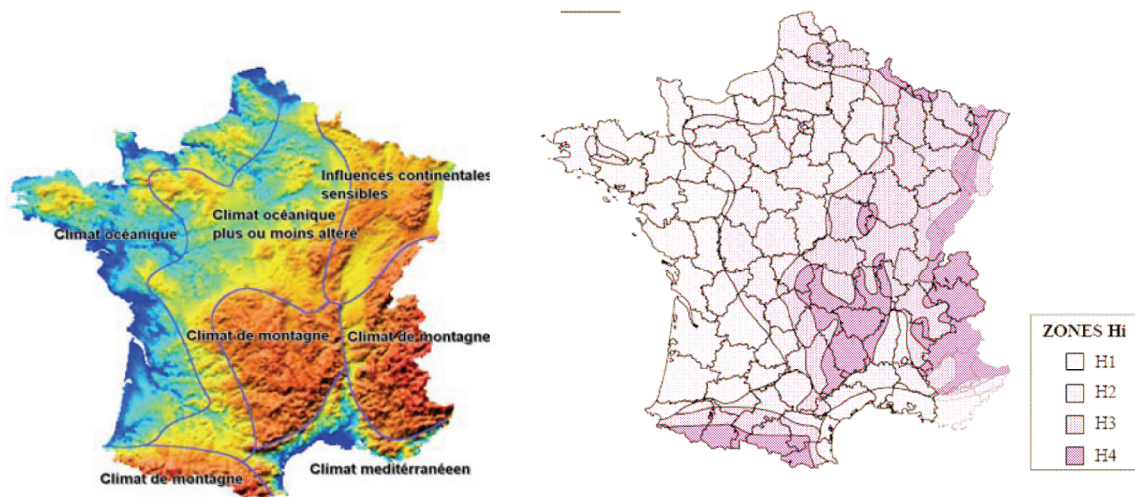 Influences continentales
sensibles
Climat océanique
plus ou moins altéré
Climat océanique
Climat de montagne
Climat de montagne
Climat meditérranéeen
Climat de montagne
ZONES Hi
H1
H2
H3
H4